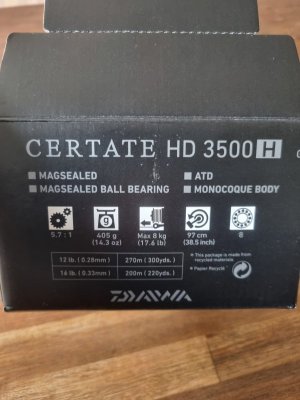 CERTATE HD 3500 H
MAGSEALED
ATD
MAGSEALED BALL BEARING
MONOCOQUE BODY
g
5.7 : 1
405 g
(14.3 oz)
Max 8 kg
(17.6 lb)
97 cm
(38.5 inch)
8
12 lb. ( 0.28mm ) 270m ( 300yds. )
16 lb. ( 0.33mm ) 200m ( 220yds. )
* This package is made from
recycled materials.
* Papier Recyclé
DAIWA